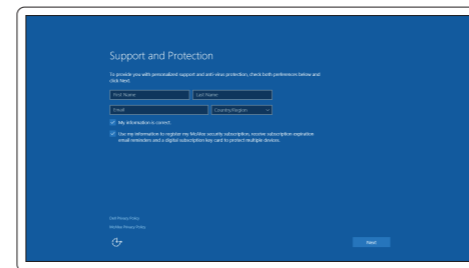 Support and Protection
To provide you with personalized support and anti-virus protection, check both preferences below and
click Next.
First Name
Last Name
Email
Country/Region
My information is correct.
Use my information to register my McAfee security subscription, receive subscription expiration
email reminders and a digital subscription key card to protect multiple devices.
Dell Privacy Policy
McAfee Privacy Policy
Next